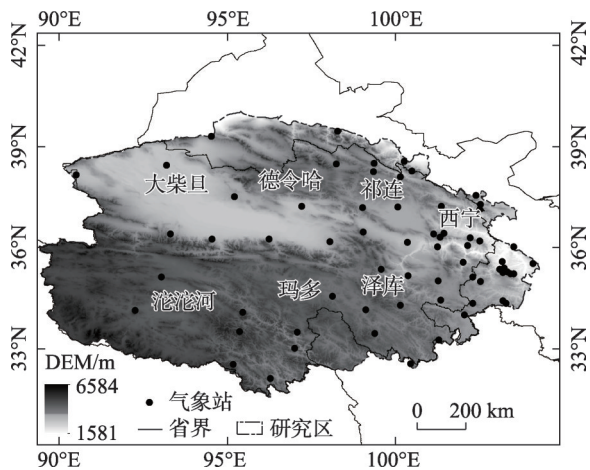 90°E 95°E 100°E
42°N 42°N
39°N 39°N
大柴旦 德令哈 祁连
西宁
36°N 36°N
沱沱河 玛多 泽库
33°N 33°N
DEM/m
6584
1581
气象站
省界 研究区
0 200 km
90°E 95°E 100°E